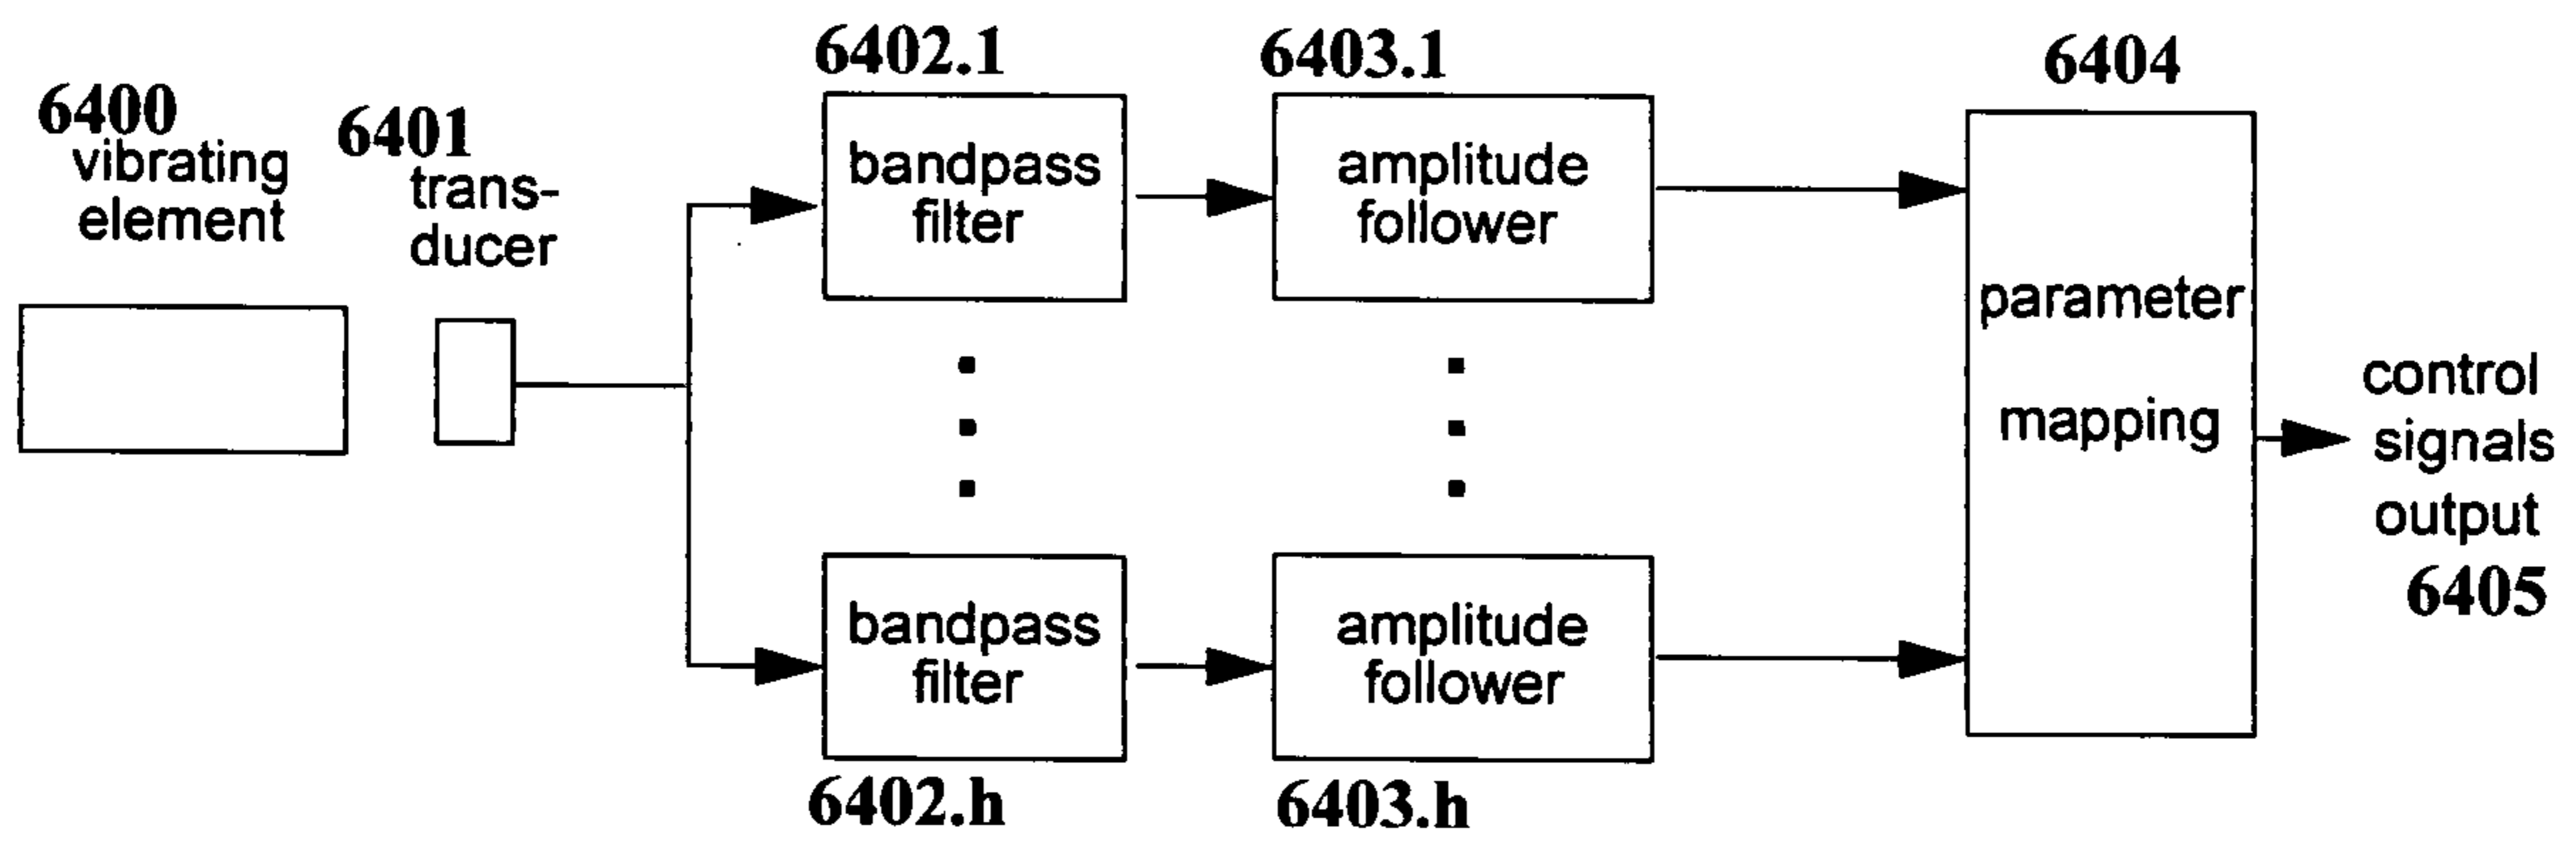 6400
vibrating
element
6401
trans-
ducer
6402.1
bandpass
filter
6403.1
amplitude
follower
6404
parameter
mapping
control
signals
output
6405
bandpass
filter
6402.h
amplitude
follower
6403.h